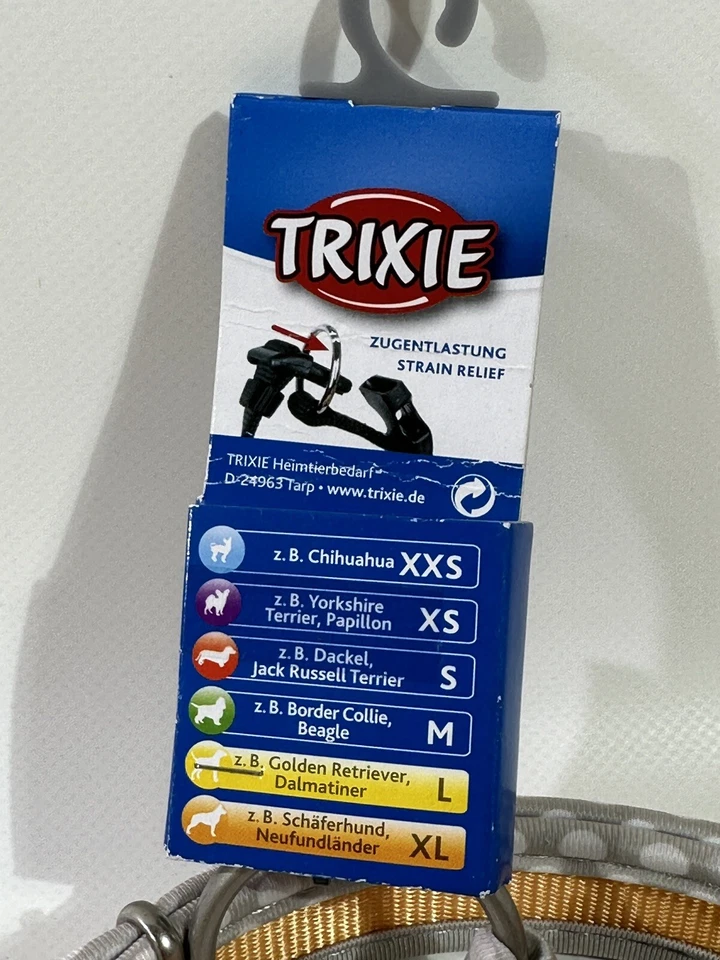 TRIXIE
ZUGENTLASTUNG
STRAIN RELIEF
TRIXIE Heimtierbedarf
D-24963 Tarp • www.trixie.de
z. B. Chihuahua XXS
z. B. Yorkshire
Terrier, Papillon XS
z. B. Dackel,
Jack Russell Terrier S
z. B. Border Collie,
Beagle M
z. B. Golden Retriever,
Dalmatiner L
z. B. Schäferhund,
Neufundländer XL